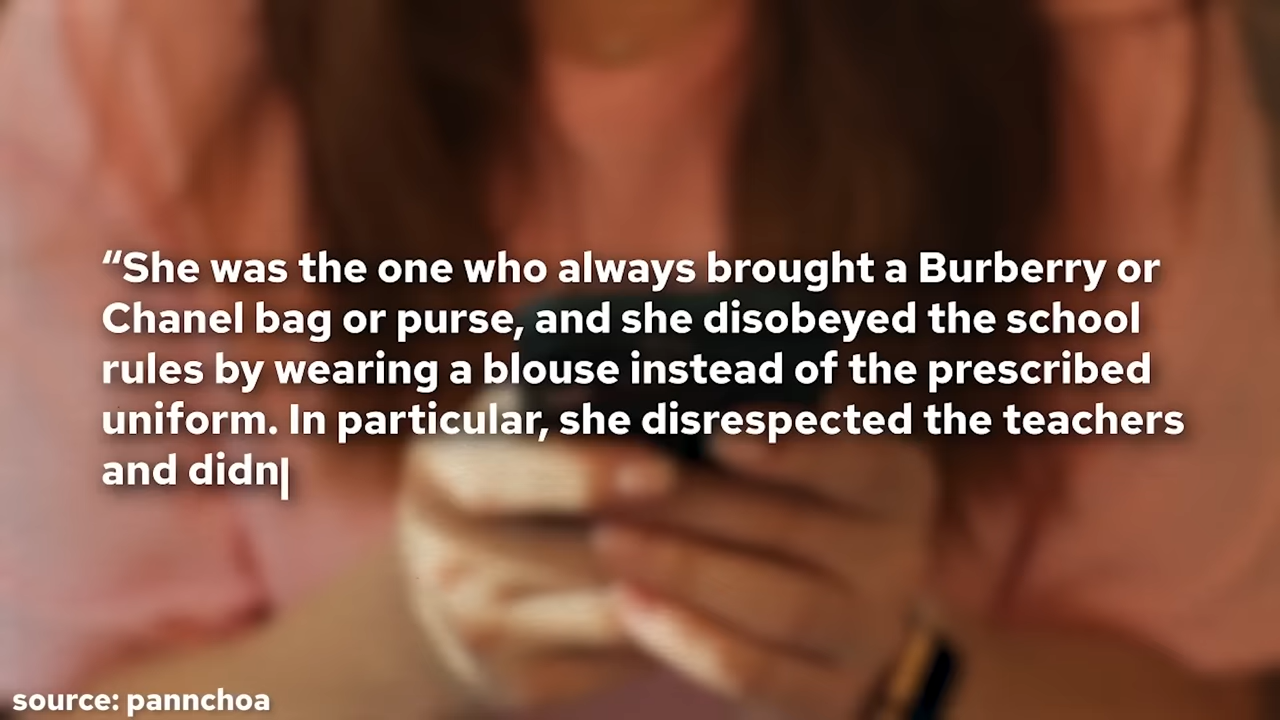 “She was the one who always brought a Burberry or
Chanel bag or purse, and she disobeyed the school
rules by wearing a blouse instead of the prescribed
uniform. In particular, she disrespected the teachers
and didn
source: pannchoa